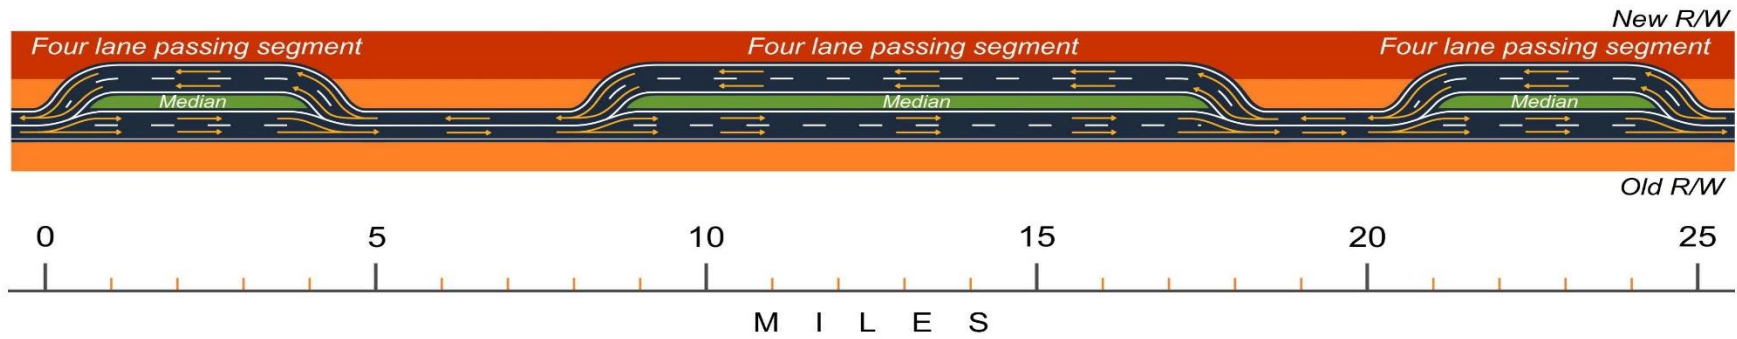 New R/W
Four lane passing segment Four lane passing segment Four lane passing segment
Median Median Median
Old R/W
0 5 10 15 20 25
M I L E S